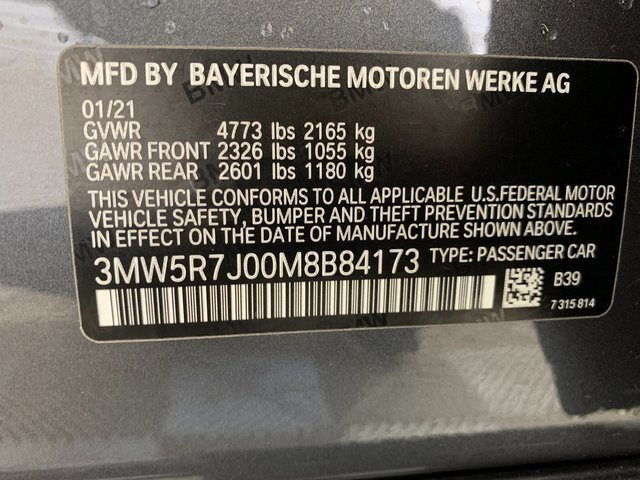 MFD BY BAYERISCHE MOTOREN WERKE AG
01/21
GVWR 4773 lbs 2165 kg
GAWR FRONT 2326 lbs 1055 kg
GAWR REAR 2601 lbs 1180 kg
THIS VEHICLE CONFORMS TO ALL APPLICABLE U.S.FEDERAL MOTOR
VEHICLE SAFETY, BUMPER AND THEFT PREVENTION STANDARDS
IN EFFECT ON THE DATE OF MANUFACTURE SHOWN ABOVE.
3MW5R7J00M8B84173 TYPE: PASSENGER CAR
B39
7 315 814